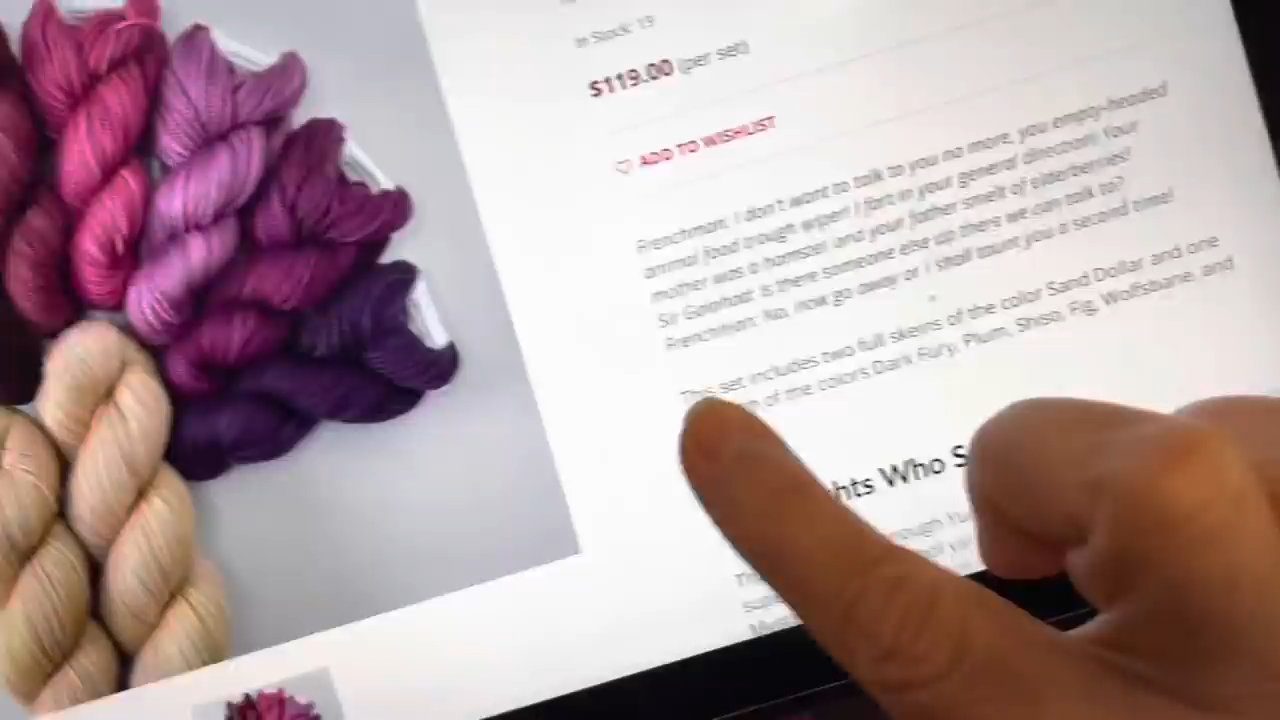 In Stock: 19
$119.00 (per set)
ADD TO WISHLIST
Frenchman: I don't want to talk to you no more, you empty-headed
animal food trough wiper! I fart in your general direction! Your
mother was a hamster and your father smelt of elderberries!
Sir Galahad: Is there someone else up there we can talk to?
Frenchman: No, now go away or I shall taunt you a second time!
This set includes two full skeins of the color Sand Dollar and one
of the colors Dark Fury, Plum, Shiso, Fig, Wolfsbane, and
hts Who S